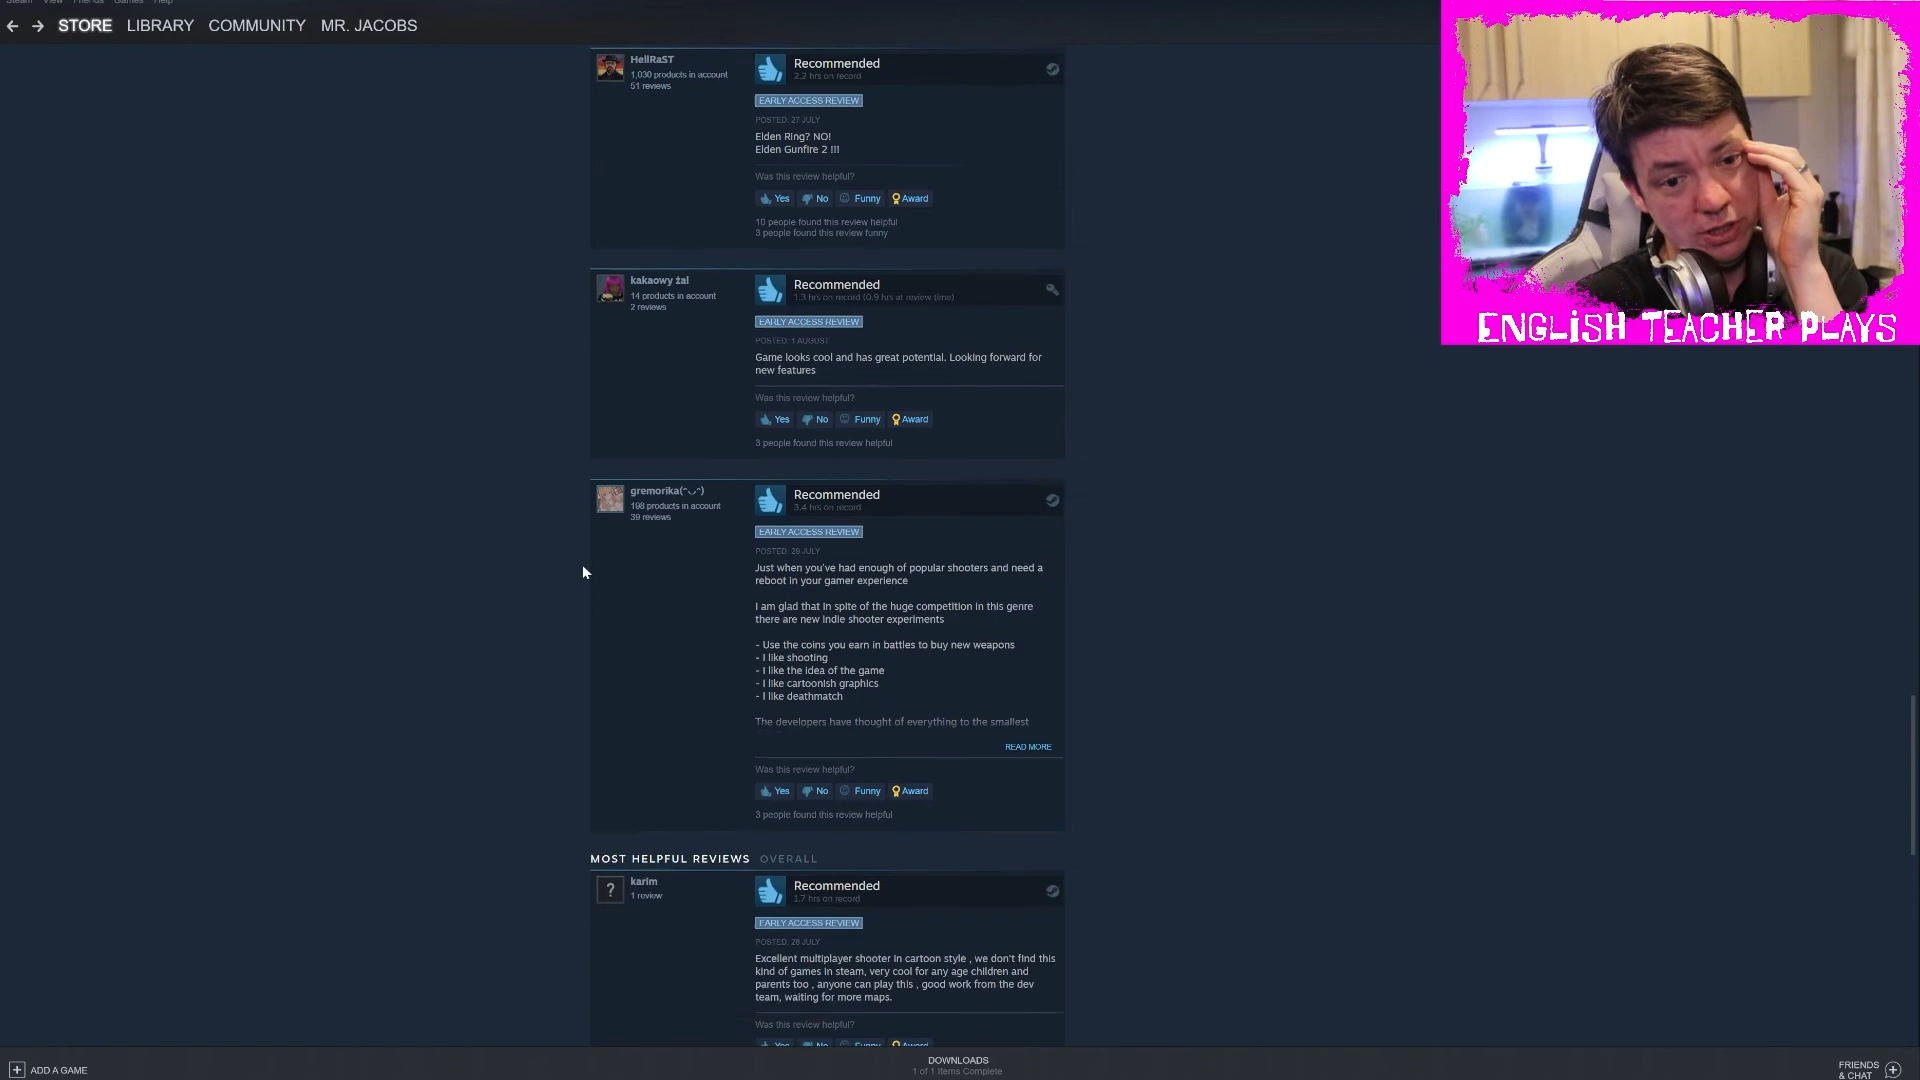 Steam View Friends Games Help
STORE LIBRARY COMMUNITY MR. JACOBS
HellRaST
1,030 products in account
51 reviews
Recommended
2.2 hrs on record
EARLY ACCESS REVIEW
POSTED: 27 JULY
Elden Ring? NO!
Elden Gunfire 2 !!!
Was this review helpful?
Yes No Funny Award
10 people found this review helpful
3 people found this review funny
kakaowy żal
14 products in account
2 reviews
Recommended
1.3 hrs on record (0.9 hrs at review time)
EARLY ACCESS REVIEW
POSTED: 1 AUGUST
Game looks cool and has great potential. Looking forward for
new features
Was this review helpful?
Yes No Funny Award
3 people found this review helpful
gremorika(^◡^)
198 products in account
39 reviews
Recommended
3.4 hrs on record
EARLY ACCESS REVIEW
POSTED: 29 JULY
Just when you've had enough of popular shooters and need a
reboot in your gamer experience
I am glad that in spite of the huge competition in this genre
there are new indie shooter experiments
- Use the coins you earn in battles to buy new weapons
- I like shooting
- I like the idea of the game
- I like cartoonish graphics
- I like deathmatch
The developers have thought of everything to the smallest
READ MORE
Was this review helpful?
Yes No Funny Award
3 people found this review helpful
MOST HELPFUL REVIEWS OVERALL
?
karim
1 review
Recommended
1.7 hrs on record
EARLY ACCESS REVIEW
POSTED: 28 JULY
Excellent multiplayer shooter in cartoon style , we don't find this
kind of games in steam, very cool for any age children and
parents too , anyone can play this , good work from the dev
team, waiting for more maps.
Was this review helpful?
Yes No Funny Award
ENGLISH TEACHER PLAYS
ADD A GAME
DOWNLOADS
1 of 1 Items Complete
FRIENDS
& CHAT